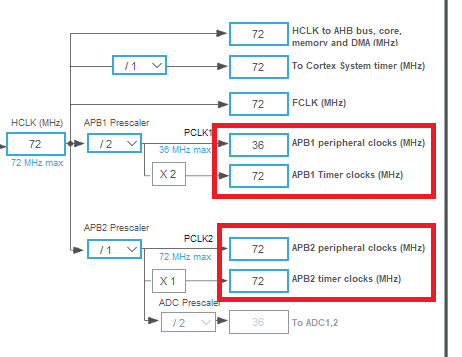 72
HCLK to AHB bus, core,
memory and DMA (MHz)
/ 1
72
To Cortex System timer (MHz)
72
FCLK (MHz)
HCLK (MHz)
APB1 Prescaler
PCLK1
72
/ 2
36
APB1 peripheral clocks (MHz)
72 MHz max
36 MHz max
X 2
72
APB1 Timer clocks (MHz)
APB2 Prescaler
PCLK2
/ 1
72
APB2 peripheral clocks (MHz)
72 MHz max
X 1
72
APB2 timer clocks (MHz)
ADC Prescaler
/ 2
36
To ADC1,2